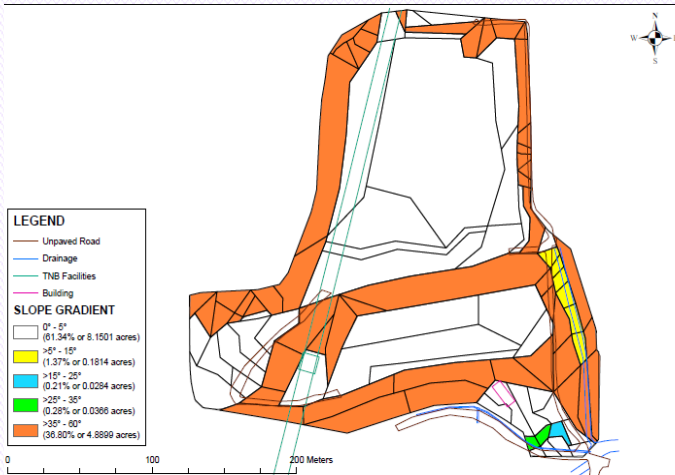 N
W
E
S
LEGEND
Unpaved Road
Drainage
TNB Facilities
Building
SLOPE GRADIENT
0° - 5°
(61.34% or 8.1501 acres)
>5° - 15°
(1.37% or 0.1814 acres)
>15° - 25°
(0.21% or 0.0284 acres)
>25° - 35°
(0.28% or 0.0366 acres)
>35° - 60°
(36.80% or 4.8899 acres)
0 100 200 Meters